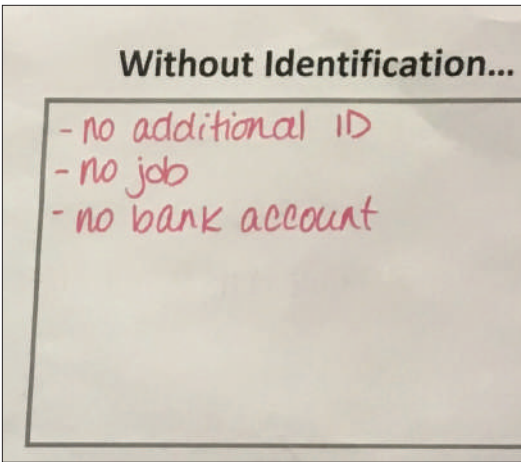 Without Identification...
- no additional ID
- no job
- no bank account